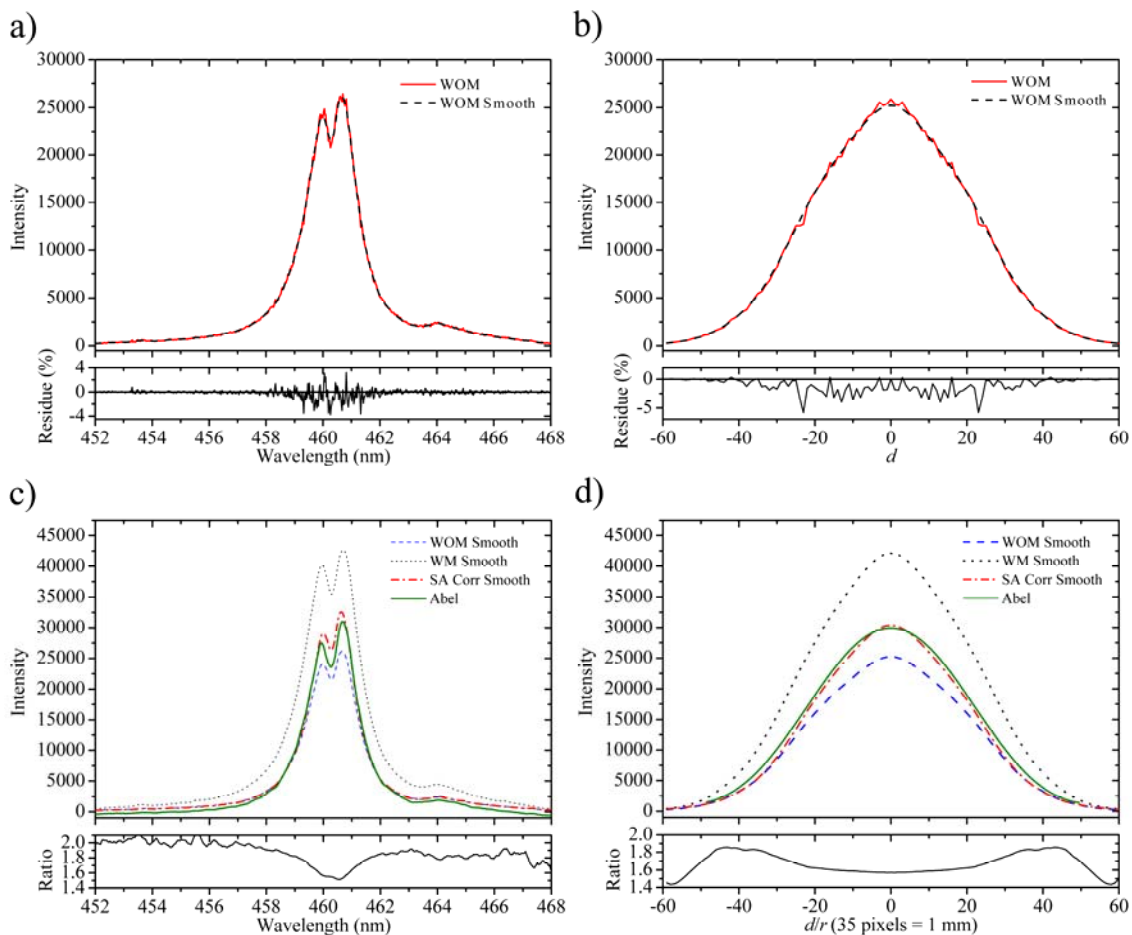 a)
30000
25000
20000
15000
10000
5000
0
Intensity
WOM
WOM Smooth
4
0
-4
Residue (%)
452 454 456 458 460 462 464 466 468
Wavelength (nm)
b)
30000
25000
20000
15000
10000
5000
0
Intensity
WOM
WOM Smooth
0
-5
Residue (%)
-60 -40 -20 0 20 40 60
d
c)
45000
40000
35000
30000
25000
20000
15000
10000
5000
0
Intensity
WOM Smooth
WM Smooth
SA Corr Smooth
Abel
2.0
1.8
1.6
1.4
Ratio
452 454 456 458 460 462 464 466 468
Wavelength (nm)
d)
45000
40000
35000
30000
25000
20000
15000
10000
5000
0
Intensity
WOM Smooth
WM Smooth
SA Corr Smooth
Abel
2.0
1.8
1.6
1.4
Ratio
-60 -40 -20 0 20 40 60
d/r (35 pixels = 1 mm)